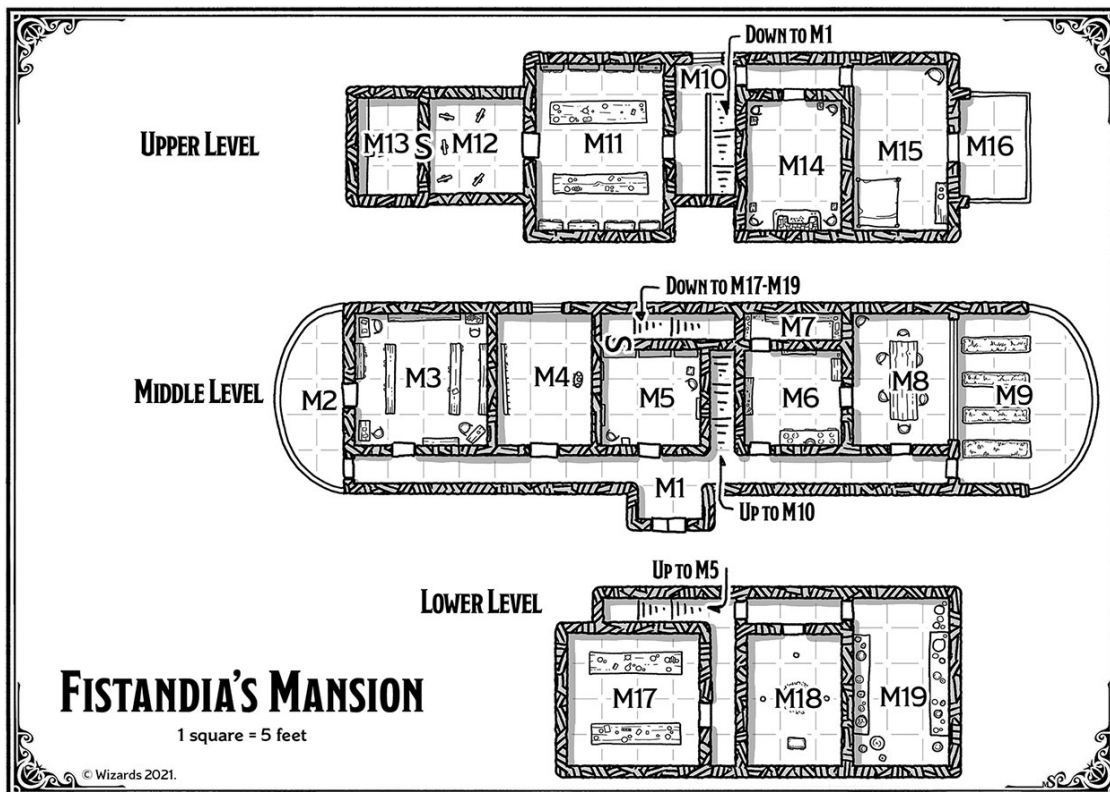 Down to M1
Upper Level
M10
M13
S
M12
M11
M14
M15
M16
Down to M17-M19
Middle Level
S
M7
M2
M3
M4
M5
M6
M8
M9
M1
Up to M10
Up to M5
Lower Level
M17
M18
M19
Fistandia's Mansion
1 square = 5 feet
© Wizards 2021.
MS